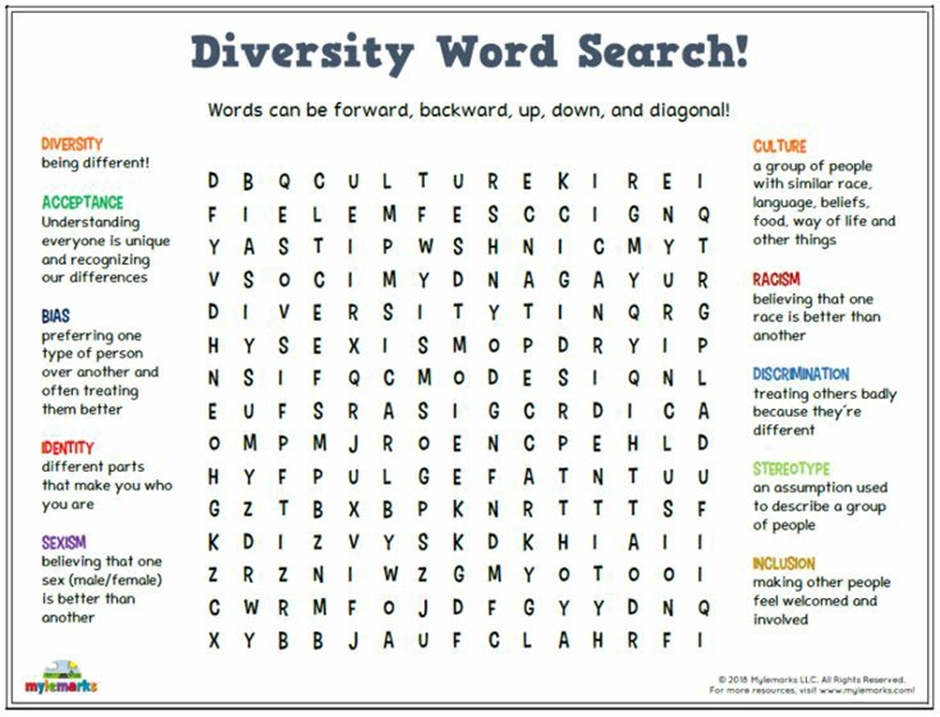 Diversity Word Search!
Words can be forward, backward, up, down, and diagonal!
DIVERSITY
being different!
ACCEPTANCE
Understanding
everyone is unique
and recognizing
our differences
BIAS
preferring one
type of person
over another and
often treating
them better
IDENTITY
different parts
that make you who
you are
SEXISM
believing that one
sex (male/female)
is better than
another
D B Q C U L T U R E K I R E I
F I E L E M F E S C C I G N Q
Y A S T I P W S H N I C M Y T
V S O C I M Y D N A G A Y U R
D I V E R S I T Y T I N Q R G
H Y S E X I S M O P D R Y I P
N S I F Q C M O D E S I Q N L
E U F S R A S I G C R D I C A
O M P M J R O E N C P E H L D
H Y F P U L G E F A T N T U U
G Z T B X B P K N R T T T S F
K D I Z V Y S K D K H I A I I
Z R Z N I W Z G M Y O T O O I
C W R M F O J D F G Y Y D N Q
X Y B B J A U F C L A H R F I
CULTURE
a group of people
with similar race,
language, beliefs,
food, way of life and
other things
RACISM
believing that one
race is better than
another
DISCRIMINATION
treating others badly
because they're
different
STEREOTYPE
an assumption used
to describe a group
of people
INCLUSION
making other people
feel welcomed and
involved
mylemarks
© 2018 Mylemarks LLC. All Rights Reserved.
For more resources, visit www.mylemarks.com!